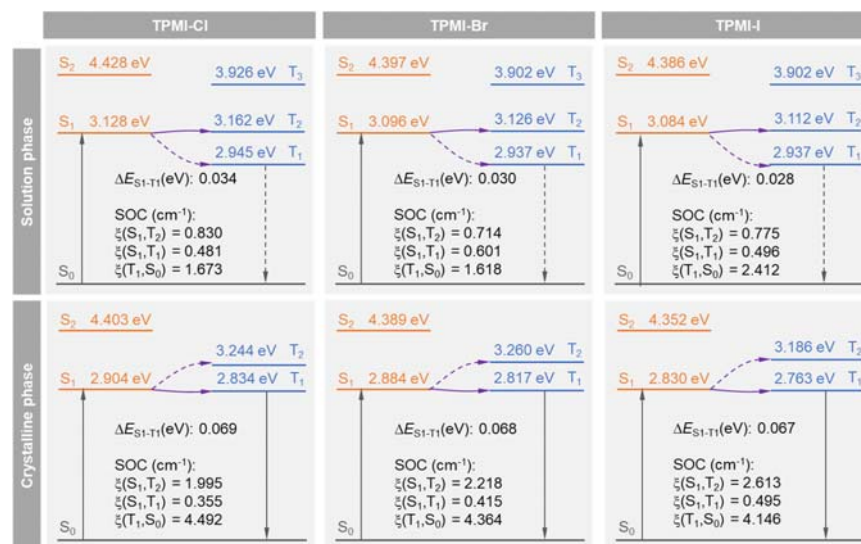 TPMI-Cl
TPMI-Br
TPMI-I
Solution phase
S₂ 4.428 eV
3.926 eV T₃
S₁ 3.128 eV
3.162 eV T₂
2.945 eV T₁
ΔE_S1-T1(eV): 0.034
SOC (cm⁻¹):
ξ(S₁,T₂) = 0.830
ξ(S₁,T₁) = 0.481
ξ(T₁,S₀) = 1.673
S₀
S₂ 4.397 eV
3.902 eV T₃
S₁ 3.096 eV
3.126 eV T₂
2.937 eV T₁
ΔE_S1-T1(eV): 0.030
SOC (cm⁻¹):
ξ(S₁,T₂) = 0.714
ξ(S₁,T₁) = 0.601
ξ(T₁,S₀) = 1.618
S₀
S₂ 4.386 eV
3.902 eV T₃
S₁ 3.084 eV
3.112 eV T₂
2.937 eV T₁
ΔE_S1-T1(eV): 0.028
SOC (cm⁻¹):
ξ(S₁,T₂) = 0.775
ξ(S₁,T₁) = 0.496
ξ(T₁,S₀) = 2.412
S₀
Crystalline phase
S₂ 4.403 eV
3.244 eV T₂
S₁ 2.904 eV
2.834 eV T₁
ΔE_S1-T1(eV): 0.069
SOC (cm⁻¹):
ξ(S₁,T₂) = 1.995
ξ(S₁,T₁) = 0.355
ξ(T₁,S₀) = 4.492
S₀
S₂ 4.389 eV
3.260 eV T₂
S₁ 2.884 eV
2.817 eV T₁
ΔE_S1-T1(eV): 0.068
SOC (cm⁻¹):
ξ(S₁,T₂) = 2.218
ξ(S₁,T₁) = 0.415
ξ(T₁,S₀) = 4.364
S₀
S₂ 4.352 eV
3.186 eV T₂
S₁ 2.830 eV
2.763 eV T₁
ΔE_S1-T1(eV): 0.067
SOC (cm⁻¹):
ξ(S₁,T₂) = 2.613
ξ(S₁,T₁) = 0.495
ξ(T₁,S₀) = 4.146
S₀